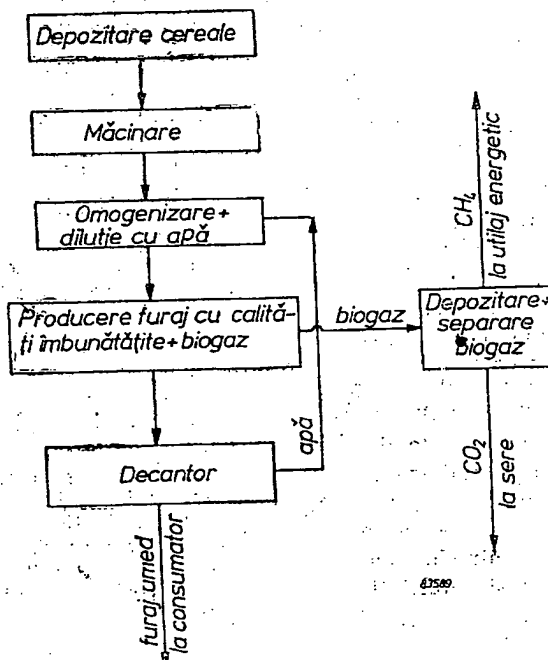 Depozitare cereale
Măcinare
Omogenizare+
diluție cu apă
Producere furaj cu calită-
ți îmbunătățite+biogaz
biogaz
Depozitare+
separare
biogaz
CH₄
la utilaj energetic
CO₂
la sere
apă
Decantor
furaj umed
la consumator
83589